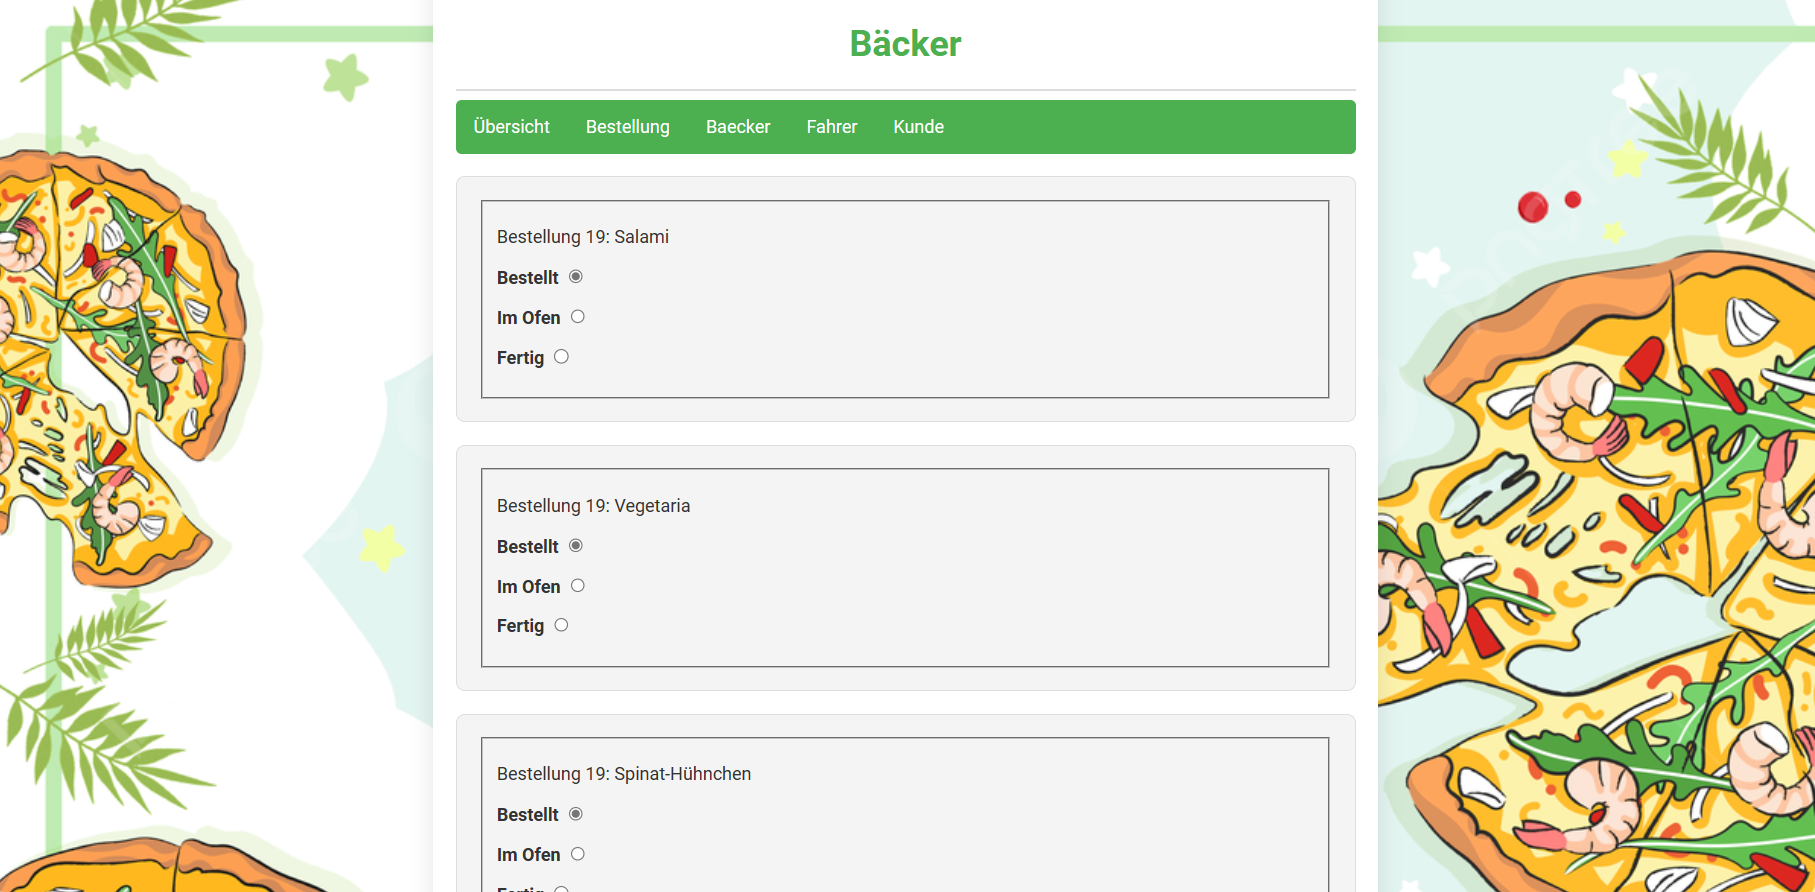 Bäcker
Übersicht Bestellung Baecker Fahrer Kunde
Bestellung 19: Salami
Bestellt
Im Ofen
Fertig
Bestellung 19: Vegetaria
Bestellt
Im Ofen
Fertig
Bestellung 19: Spinat-Hühnchen
Bestellt
Im Ofen